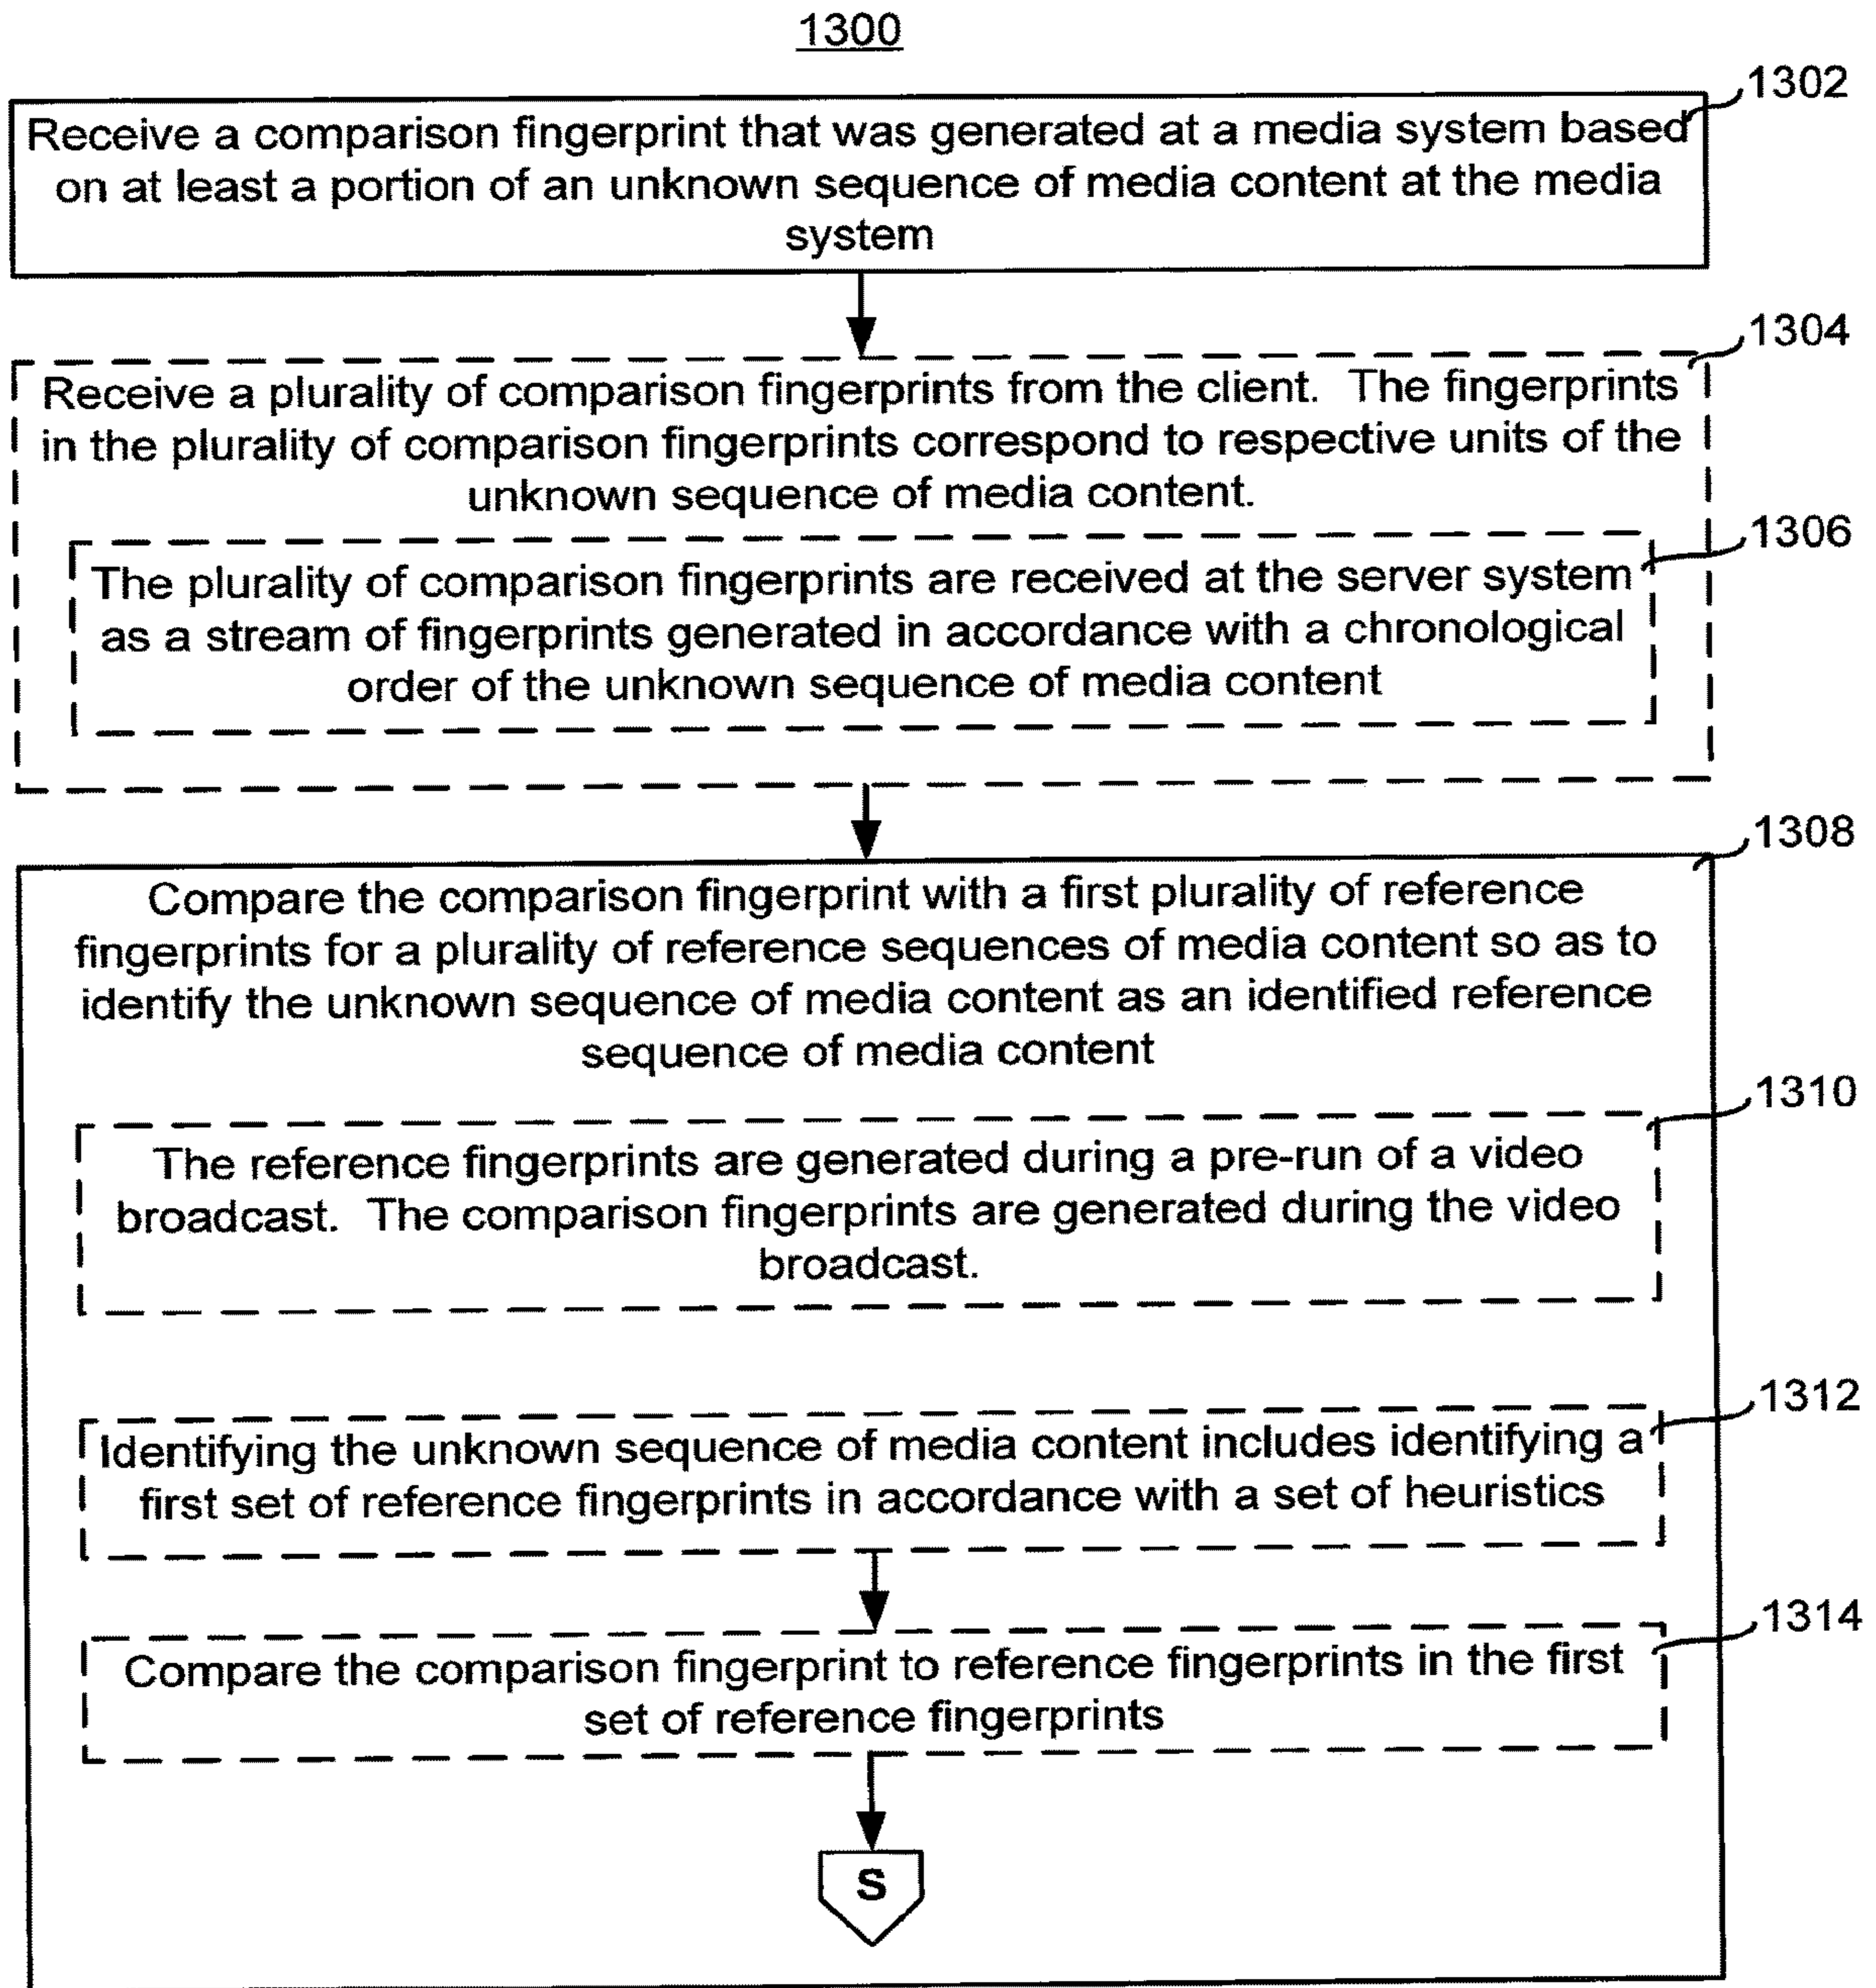 1300
1302
Receive a comparison fingerprint that was generated at a media system based
on at least a portion of an unknown sequence of media content at the media
system
1304
Receive a plurality of comparison fingerprints from the client. The fingerprints
in the plurality of comparison fingerprints correspond to respective units of the
unknown sequence of media content.
1306
The plurality of comparison fingerprints are received at the server system
as a stream of fingerprints generated in accordance with a chronological
order of the unknown sequence of media content
1308
Compare the comparison fingerprint with a first plurality of reference
fingerprints for a plurality of reference sequences of media content so as to
identify the unknown sequence of media content as an identified reference
sequence of media content
1310
The reference fingerprints are generated during a pre-run of a video
broadcast. The comparison fingerprints are generated during the video
broadcast.
1312
Identifying the unknown sequence of media content includes identifying a
first set of reference fingerprints in accordance with a set of heuristics
1314
Compare the comparison fingerprint to reference fingerprints in the first
set of reference fingerprints
S